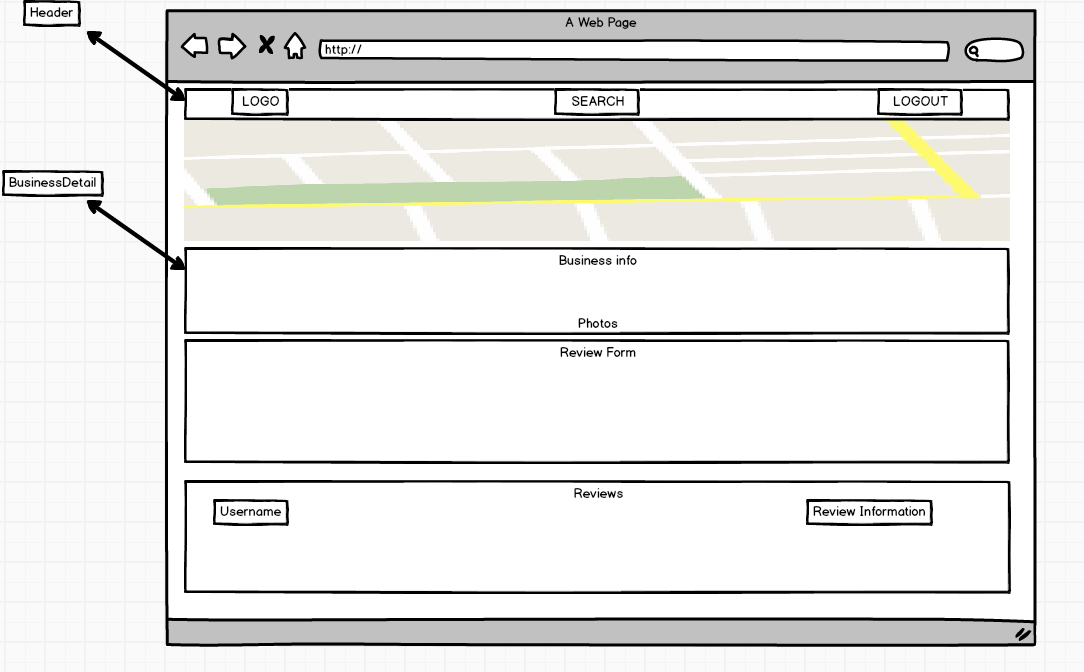 Header
A Web Page
http://
LOGO SEARCH LOGOUT
BusinessDetail
Business info
Photos
Review Form
Reviews
Username Review Information